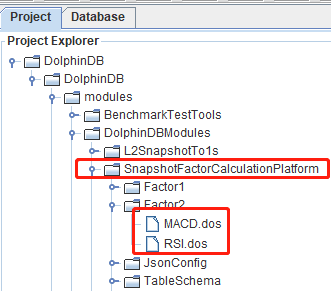 Project Database
Project Explorer
DolphinDB
DolphinDB
modules
BenchmarkTestTools
DolphinDBModules
L2SnapshotTo1s
SnapshotFactorCalculationPlatform
Factor1
Factor2
MACD.dos
RSI.dos
JsonConfig
TableSchema